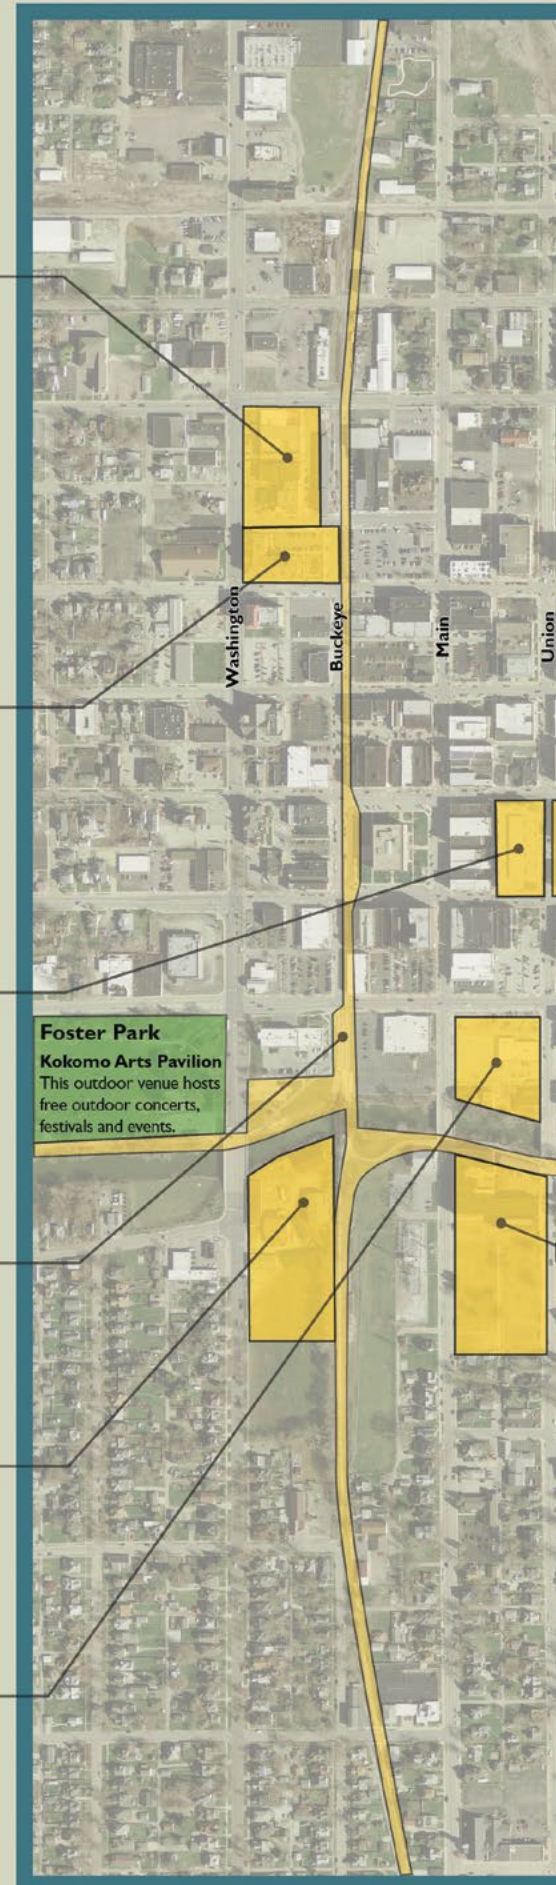 Washington
Buckeye
Main
Union
Foster Park
Kokomo Arts Pavilion
This outdoor venue hosts
free outdoor concerts,
festivals and events.